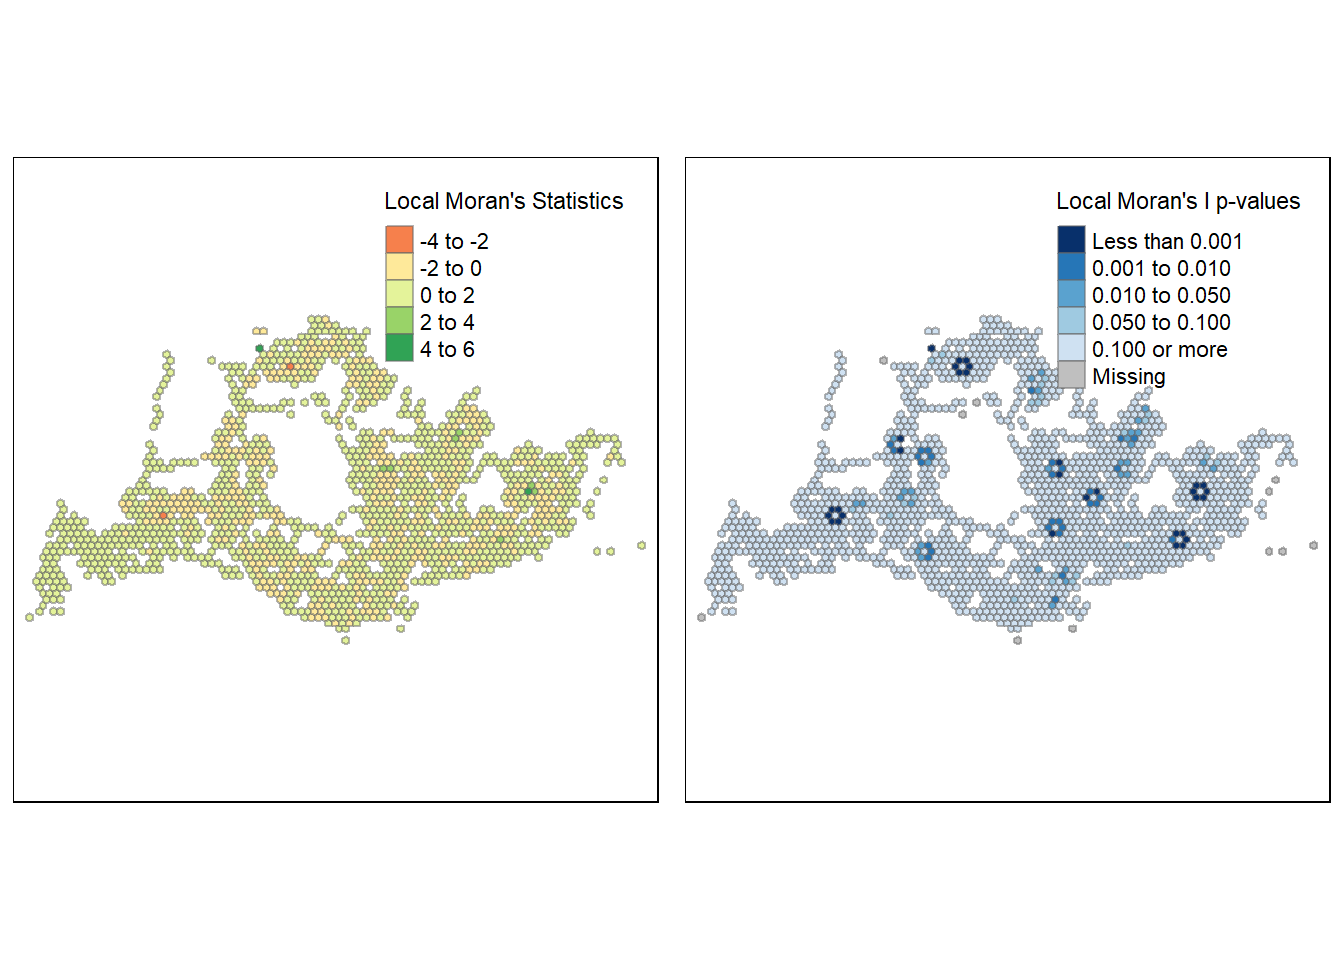 Local Moran's Statistics
-4 to -2
-2 to 0
0 to 2
2 to 4
4 to 6
Local Moran's I p-values
Less than 0.001
0.001 to 0.010
0.010 to 0.050
0.050 to 0.100
0.100 or more
Missing